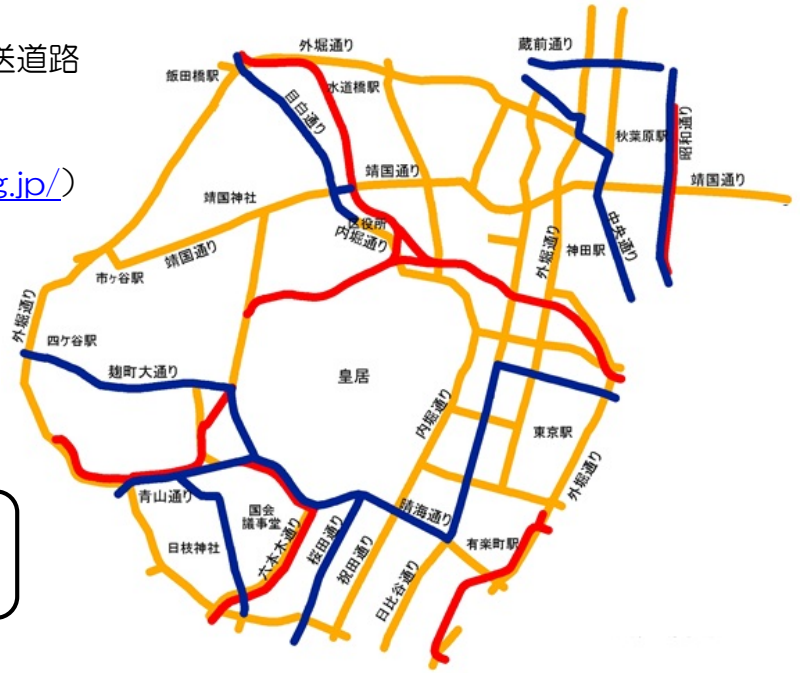 送道路
g.jp/）
外堀通り
蔵前通り
飯田橋駅
水道橋駅
目白通り
秋葉原駅
昭和通り
靖国通り
靖国通り
靖国神社
区役所
内堀通り
靖国通り
外堀通り
神田駅
中央通り
市ヶ谷駅
外堀通り
四ケ谷駅
麹町大通り
皇居
内堀通り
東京駅
外堀通り
青山通り
国会
議事堂
晴海通り
有楽町駅
日枝神社
六本木通り
桜田通り
祝田通り
日比谷通り